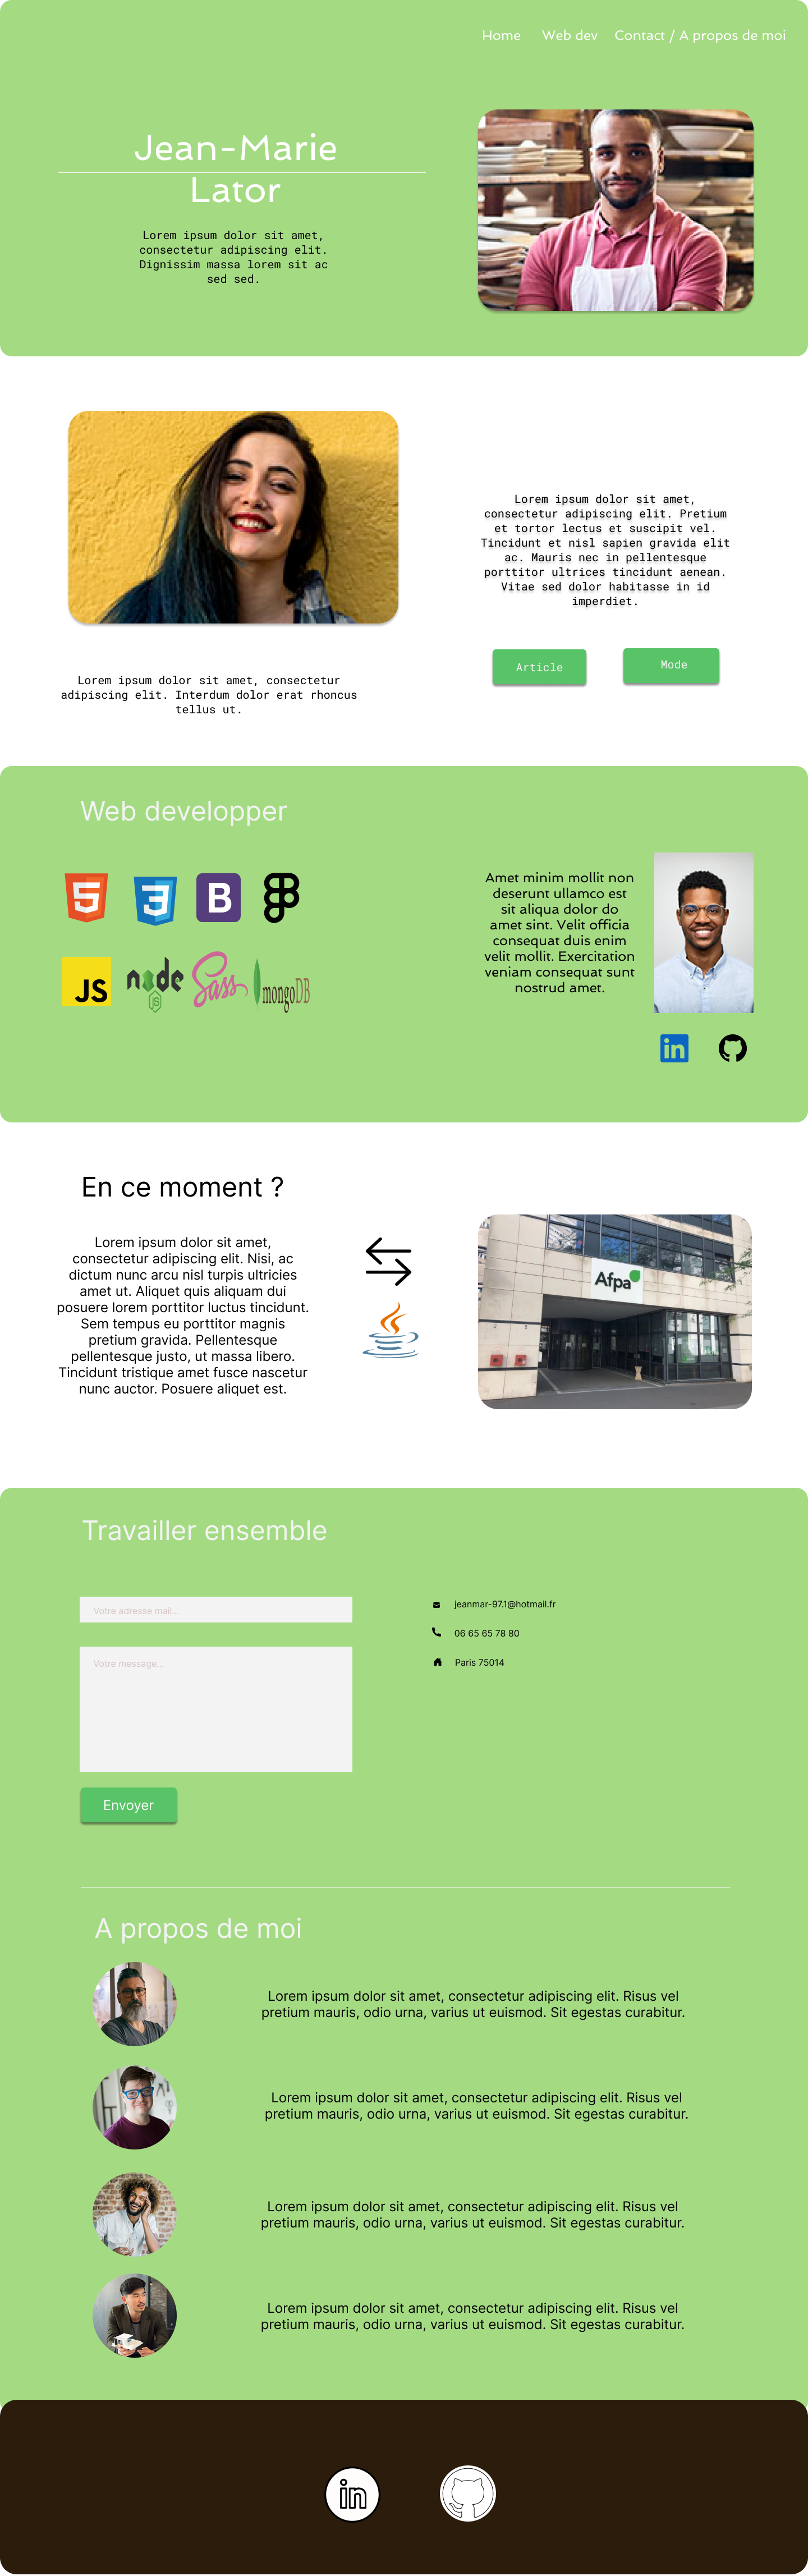 Home Web dev Contact / A propos de moi
Jean-Marie
Lator
Lorem ipsum dolor sit amet,
consectetur adipiscing elit.
Dignissim massa lorem sit ac
sed sed.
Lorem ipsum dolor sit amet, consectetur
adipiscing elit. Interdum dolor erat rhoncus
tellus ut.
Lorem ipsum dolor sit amet,
consectetur adipiscing elit. Pretium
et tortor lectus et suscipit vel.
Tincidunt et nisl sapien gravida elit
ac. Mauris nec in pellentesque
porttitor ultrices tincidunt aenean.
Vitae sed dolor habitasse in id
imperdiet.
Article Mode
Web developper
5 3 B
JS node JS Sass mongoDB
Amet minim mollit non
deserunt ullamco est
sit aliqua dolor do
amet sint. Velit officia
consequat duis enim
velit mollit. Exercitation
veniam consequat sunt
nostrud amet.
in
En ce moment ?
Lorem ipsum dolor sit amet,
consectetur adipiscing elit. Nisi, ac
dictum nunc arcu nisl turpis ultricies
amet ut. Aliquet quis aliquam dui
posuere lorem porttitor luctus tincidunt.
Sem tempus eu porttitor magnis
pretium gravida. Pellentesque
pellentesque justo, ut massa libero.
Tincidunt tristique amet fusce nascetur
nunc auctor. Posuere aliquet est.
Afpa
Travailler ensemble
Votre adresse mail...
Votre message...
Envoyer
jeanmar-97.1@hotmail.fr
06 65 65 78 80
Paris 75014
A propos de moi
Lorem ipsum dolor sit amet, consectetur adipiscing elit. Risus vel
pretium mauris, odio urna, varius ut euismod. Sit egestas curabitur.
Lorem ipsum dolor sit amet, consectetur adipiscing elit. Risus vel
pretium mauris, odio urna, varius ut euismod. Sit egestas curabitur.
Lorem ipsum dolor sit amet, consectetur adipiscing elit. Risus vel
pretium mauris, odio urna, varius ut euismod. Sit egestas curabitur.
Lorem ipsum dolor sit amet, consectetur adipiscing elit. Risus vel
pretium mauris, odio urna, varius ut euismod. Sit egestas curabitur.
in